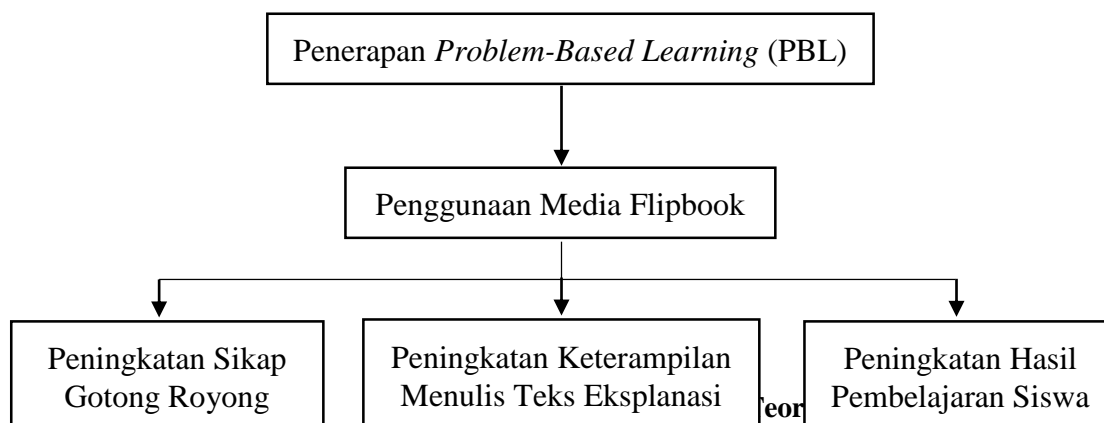 Penerapan Problem-Based Learning (PBL)
Penggunaan Media Flipbook
Peningkatan Sikap
Gotong Royong
Peningkatan Keterampilan
Menulis Teks Eksplanasi
Peningkatan Hasil
Pembelajaran Siswa